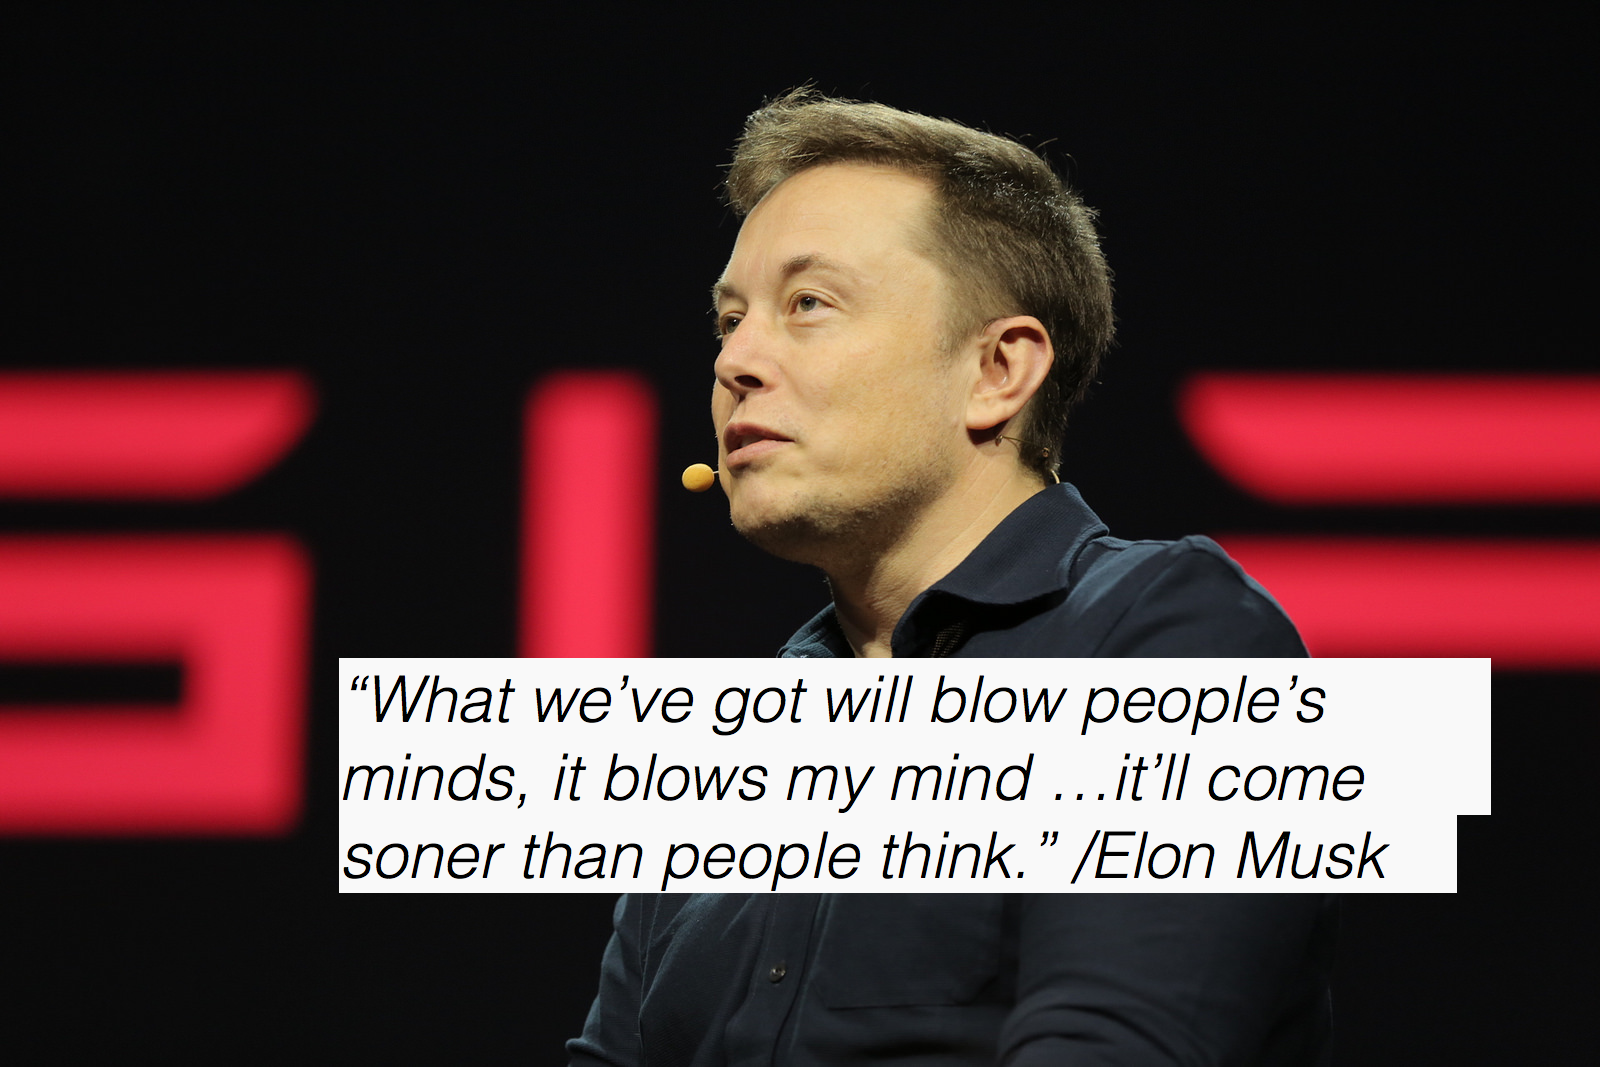 “What we’ve got will blow people’s
minds, it blows my mind …it’ll come
soner than people think.” /Elon Musk